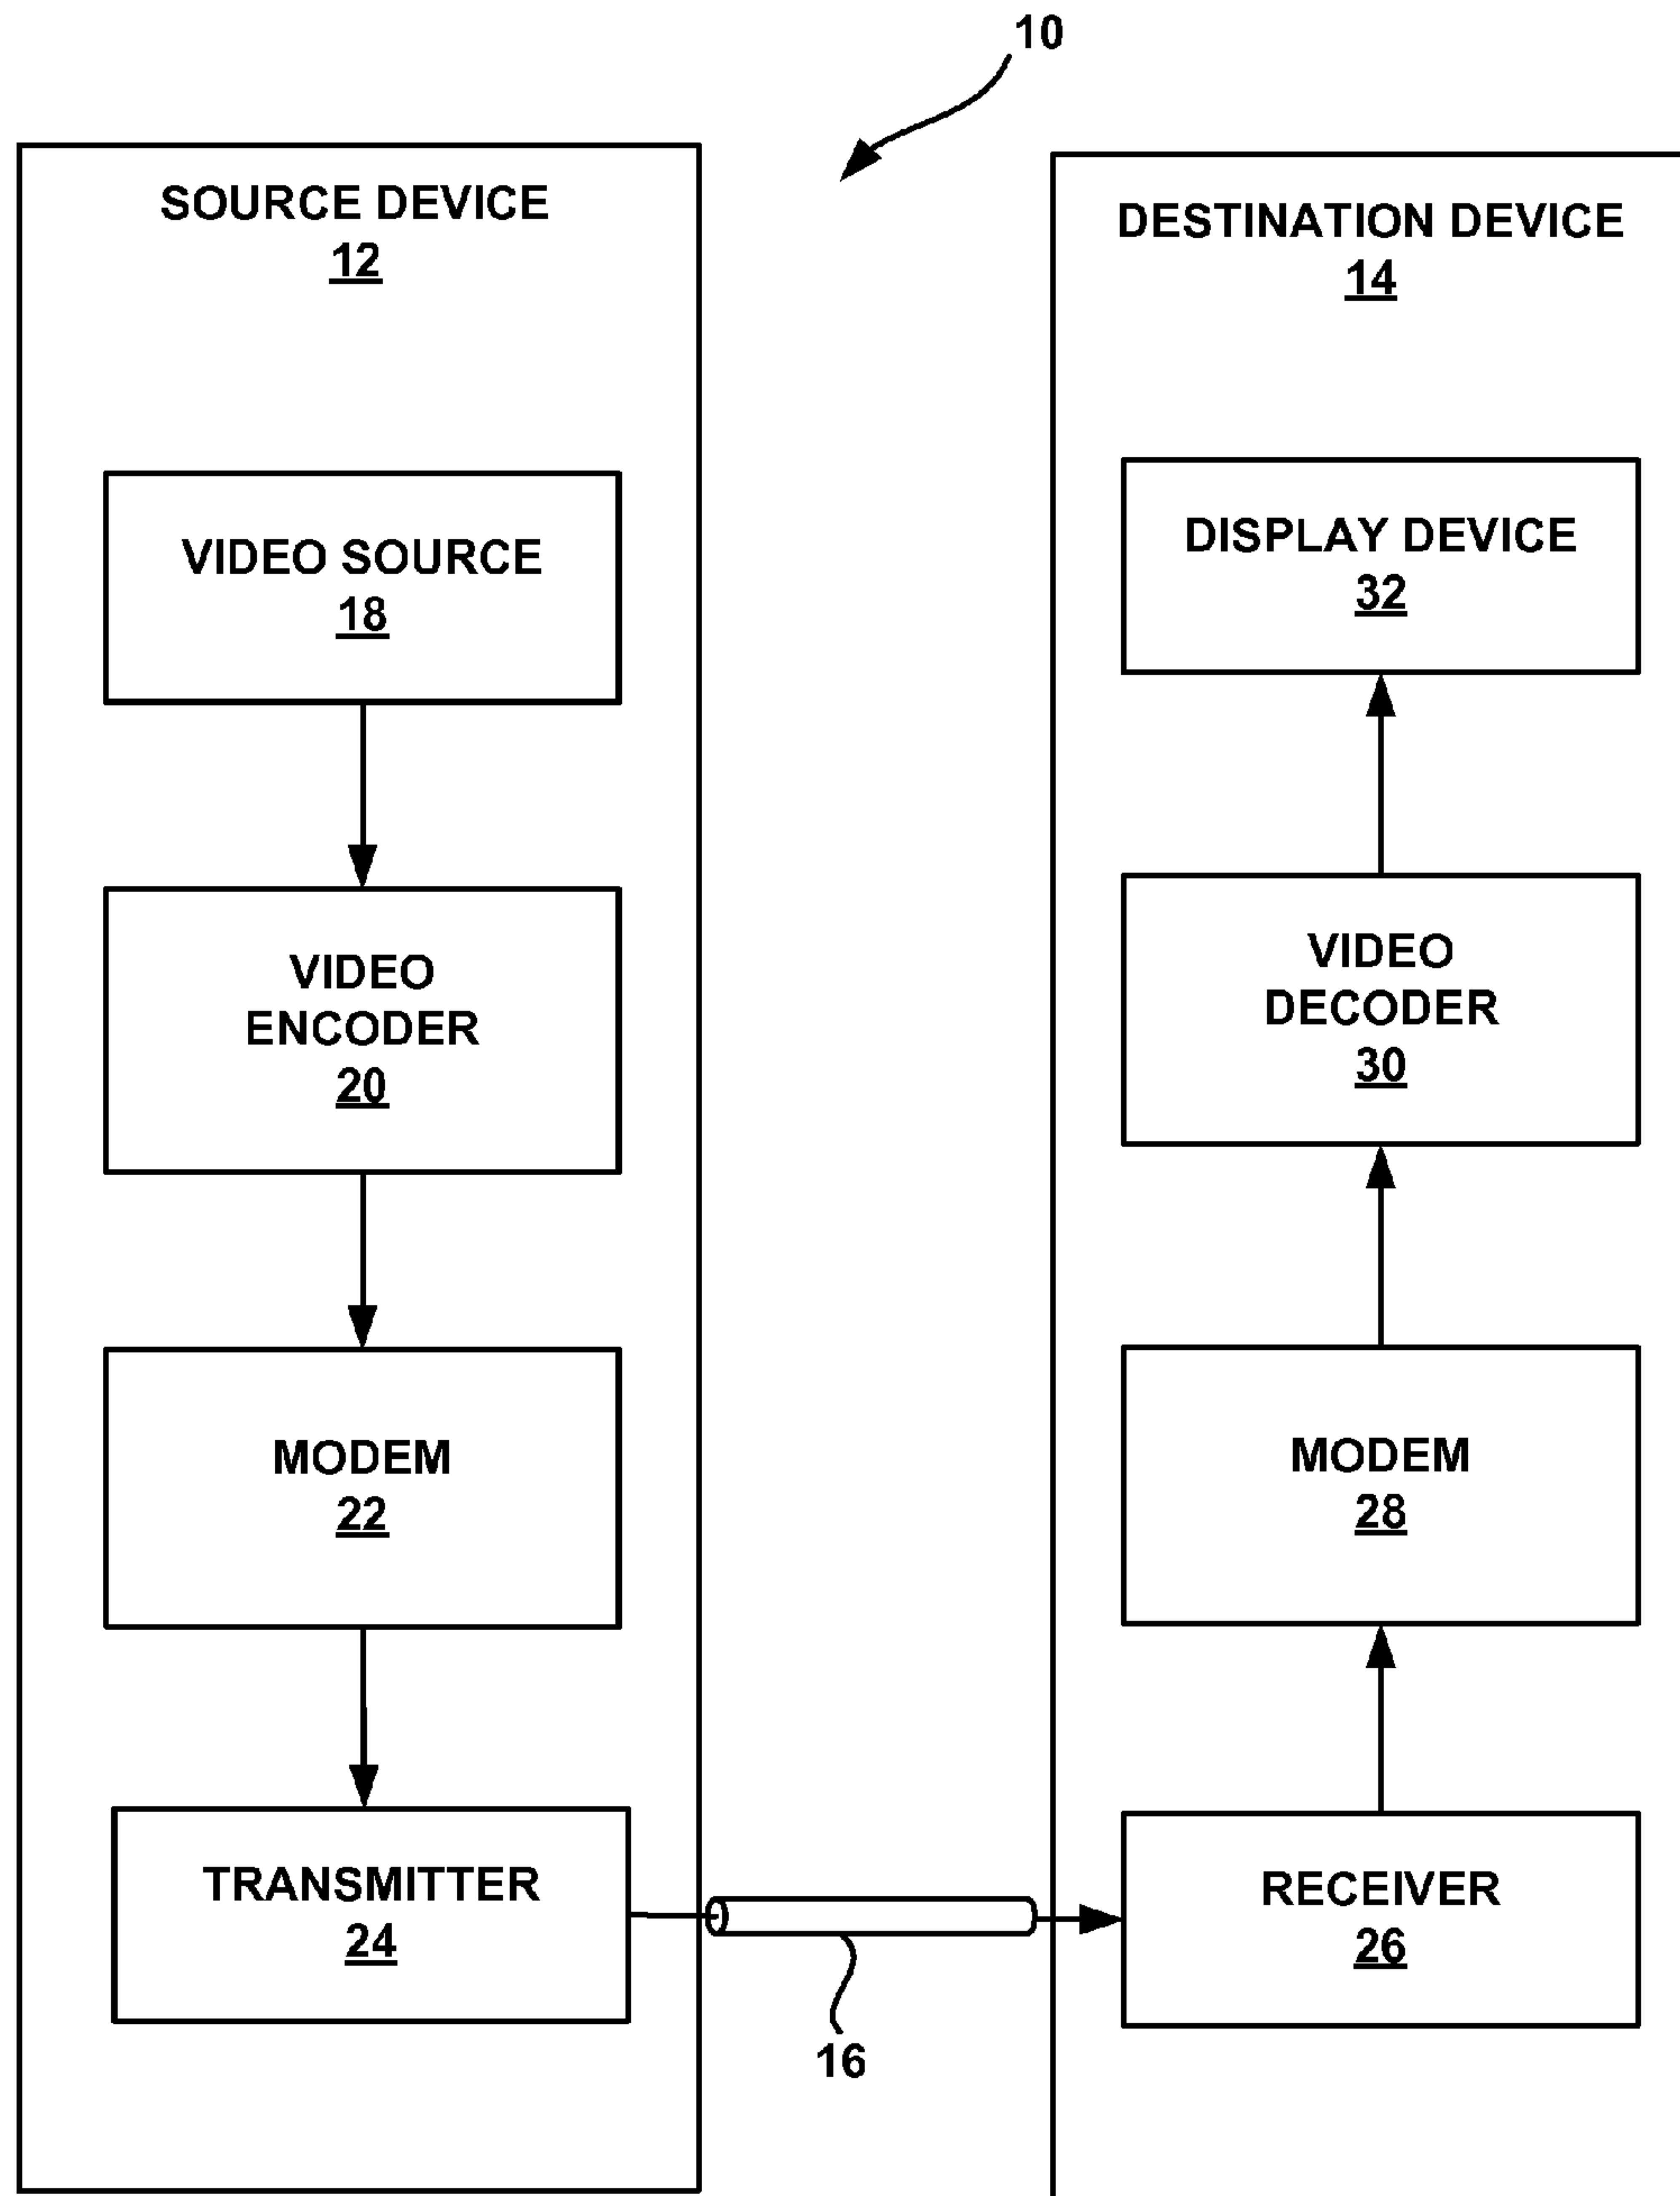 10
SOURCE DEVICE
12
VIDEO SOURCE
18
VIDEO
ENCODER
20
MODEM
22
TRANSMITTER
24
16
DESTINATION DEVICE
14
DISPLAY DEVICE
32
VIDEO
DECODER
30
MODEM
28
RECEIVER
26